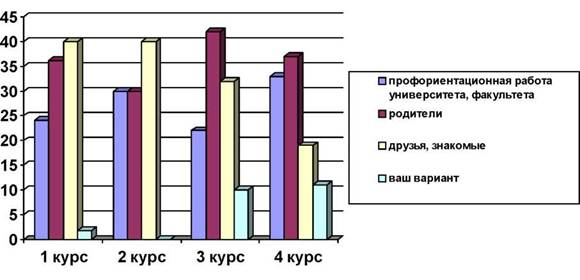 45
40
35
30
25
20
15
10
5
0
1 курс 2 курс 3 курс 4 курс
профориентационная работа
университета, факультета
родители
друзья, знакомые
ваш вариант